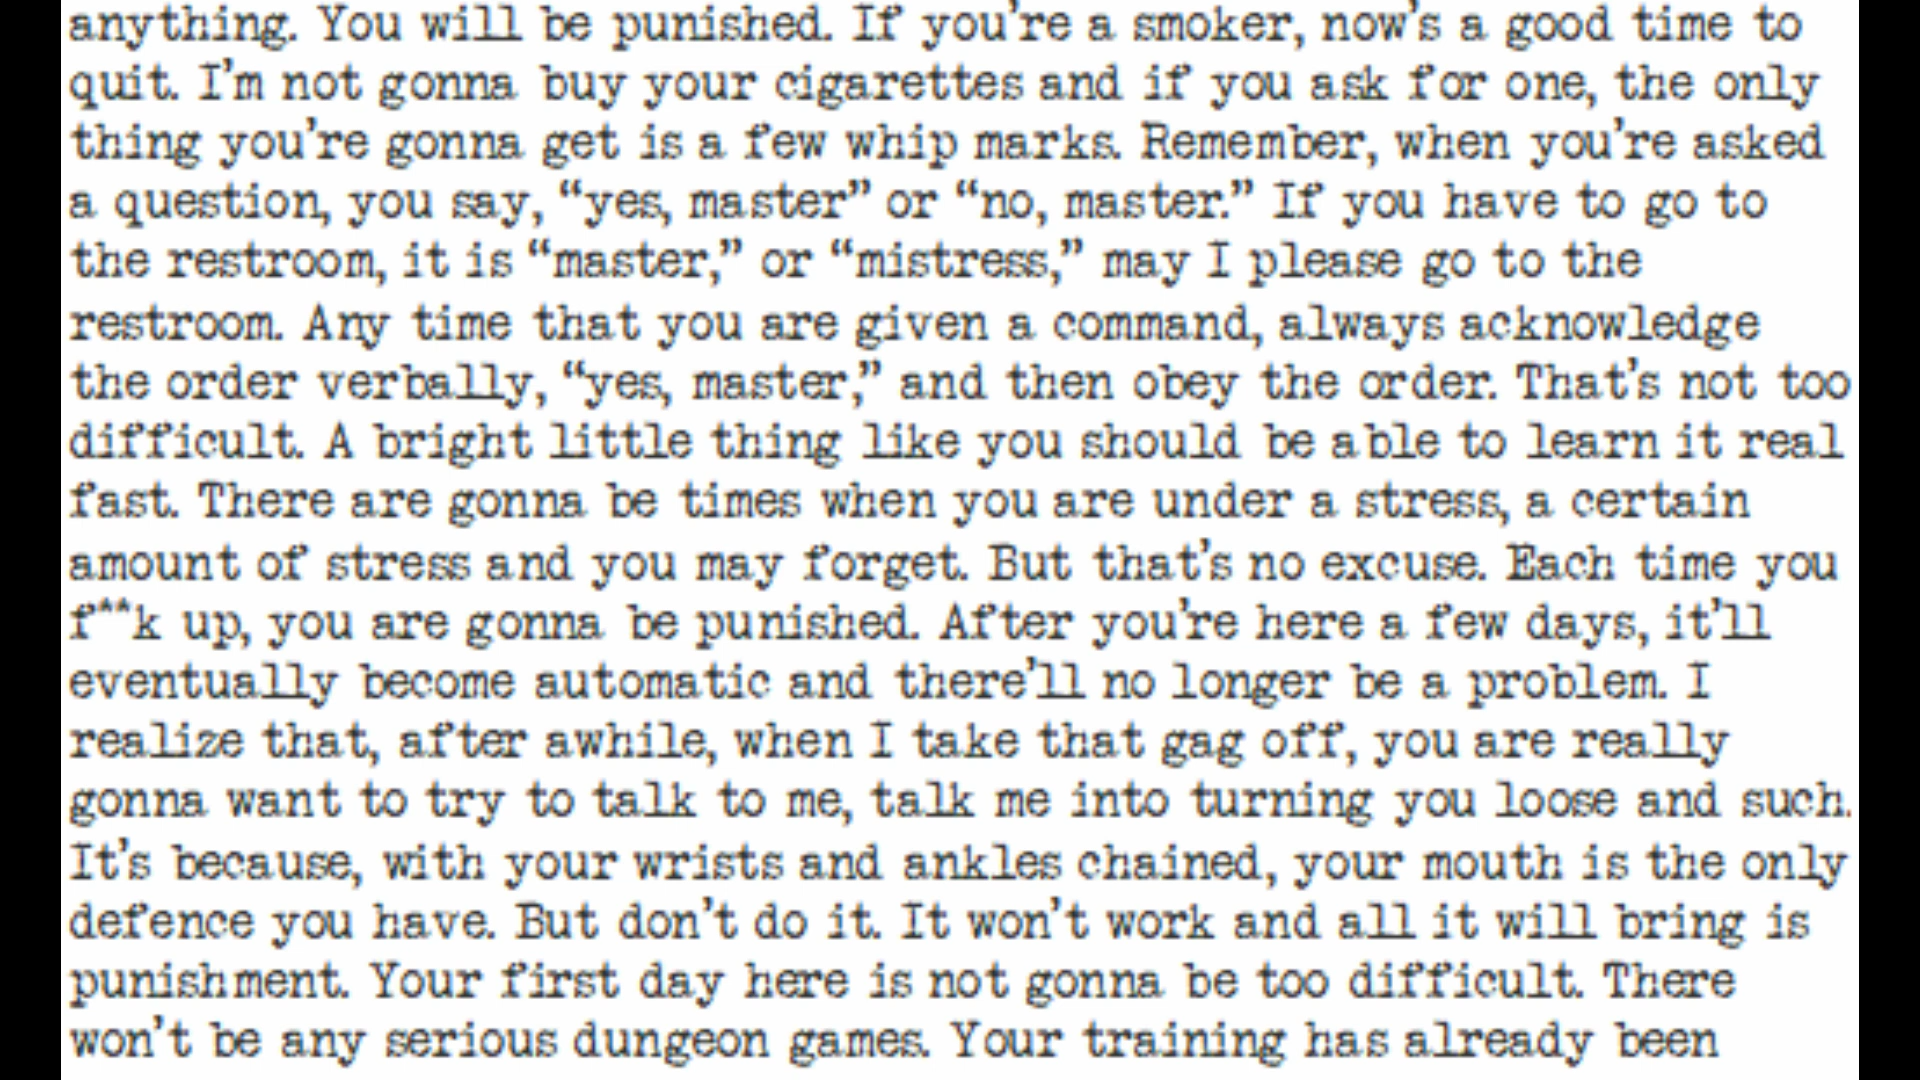 anything. You will be punished. If you're a smoker, now's a good time to
quit. I'm not gonna buy your cigarettes and if you ask for one, the only
thing you're gonna get is a few whip marks. Remember, when you're asked
a question, you say, “yes, master” or “no, master.” If you have to go to
the restroom, it is “master,” or “mistress,” may I please go to the
restroom. Any time that you are given a command, always acknowledge
the order verbally, “yes, master,” and then obey the order. That's not too
difficult. A bright little thing like you should be able to learn it real
fast. There are gonna be times when you are under a stress, a certain
amount of stress and you may forget. But that's no excuse. Each time you
f**k up, you are gonna be punished. After you're here a few days, it'll
eventually become automatic and there'll no longer be a problem. I
realize that, after awhile, when I take that gag off, you are really
gonna want to try to talk to me, talk me into turning you loose and such.
It's because, with your wrists and ankles chained, your mouth is the only
defence you have. But don't do it. It won't work and all it will bring is
punishment. Your first day here is not gonna be too difficult. There
won't be any serious dungeon games. Your training has already been